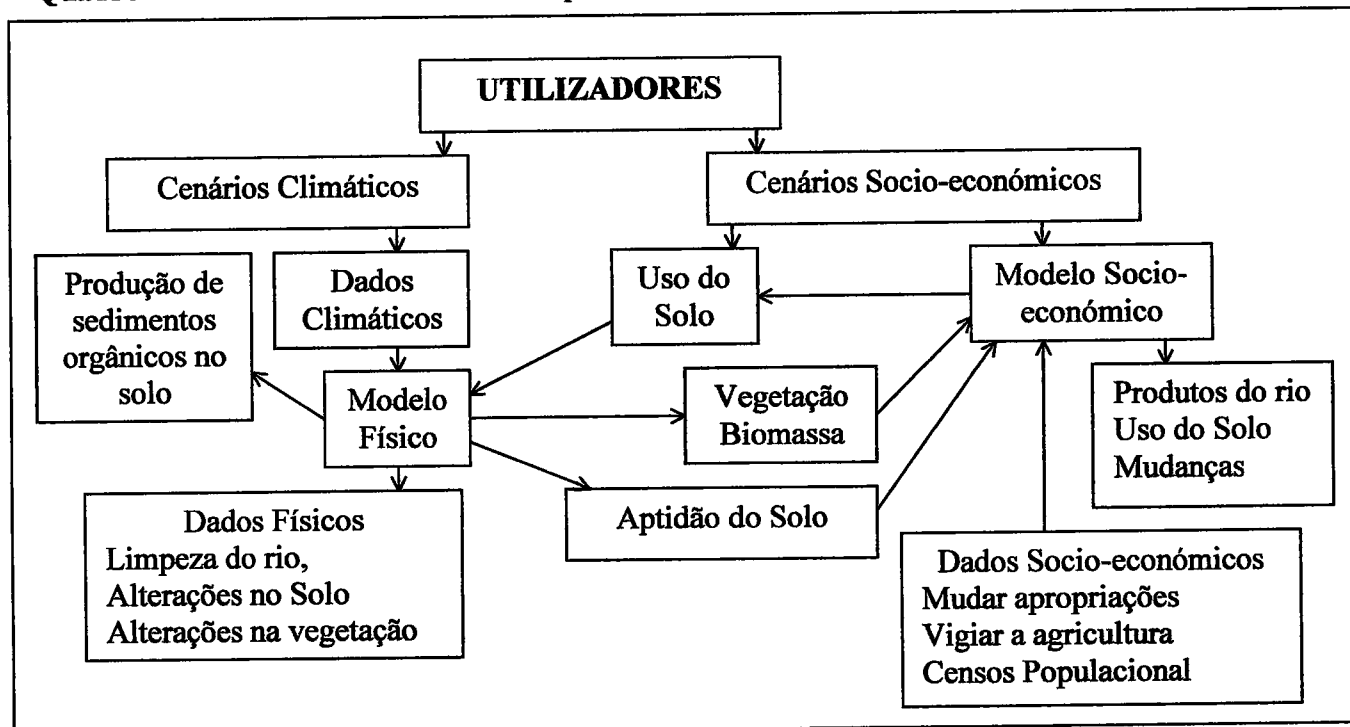 UTILIZADORES
Cenários Climáticos
Cenários Socio-económicos
Produção de
sedimentos
orgânicos no
solo
Dados
Climáticos
Uso do
Solo
Modelo Socio-
económico
Modelo
Físico
Vegetação
Biomassa
Produtos do rio
Uso do Solo
Mudanças
Dados Físicos
Limpeza do rio,
Alterações no Solo
Alterações na vegetação
Aptidão do Solo
Dados Socio-económicos
Mudar apropriações
Vigiar a agricultura
Censos Populacional